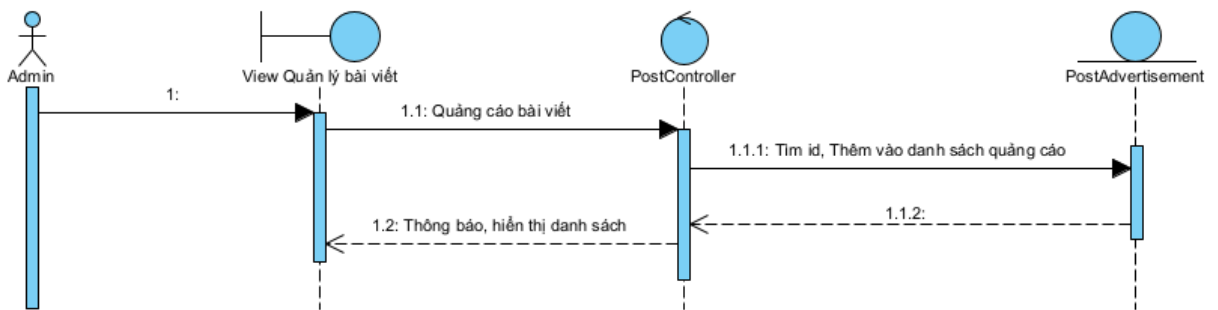 Admin
View Quản lý bài viết
PostController
PostAdvertisement
1:
1.1: Quảng cáo bài viết
1.1.1: Tìm id, Thêm vào danh sách quảng cáo
1.1.2:
1.2: Thông báo, hiển thị danh sách